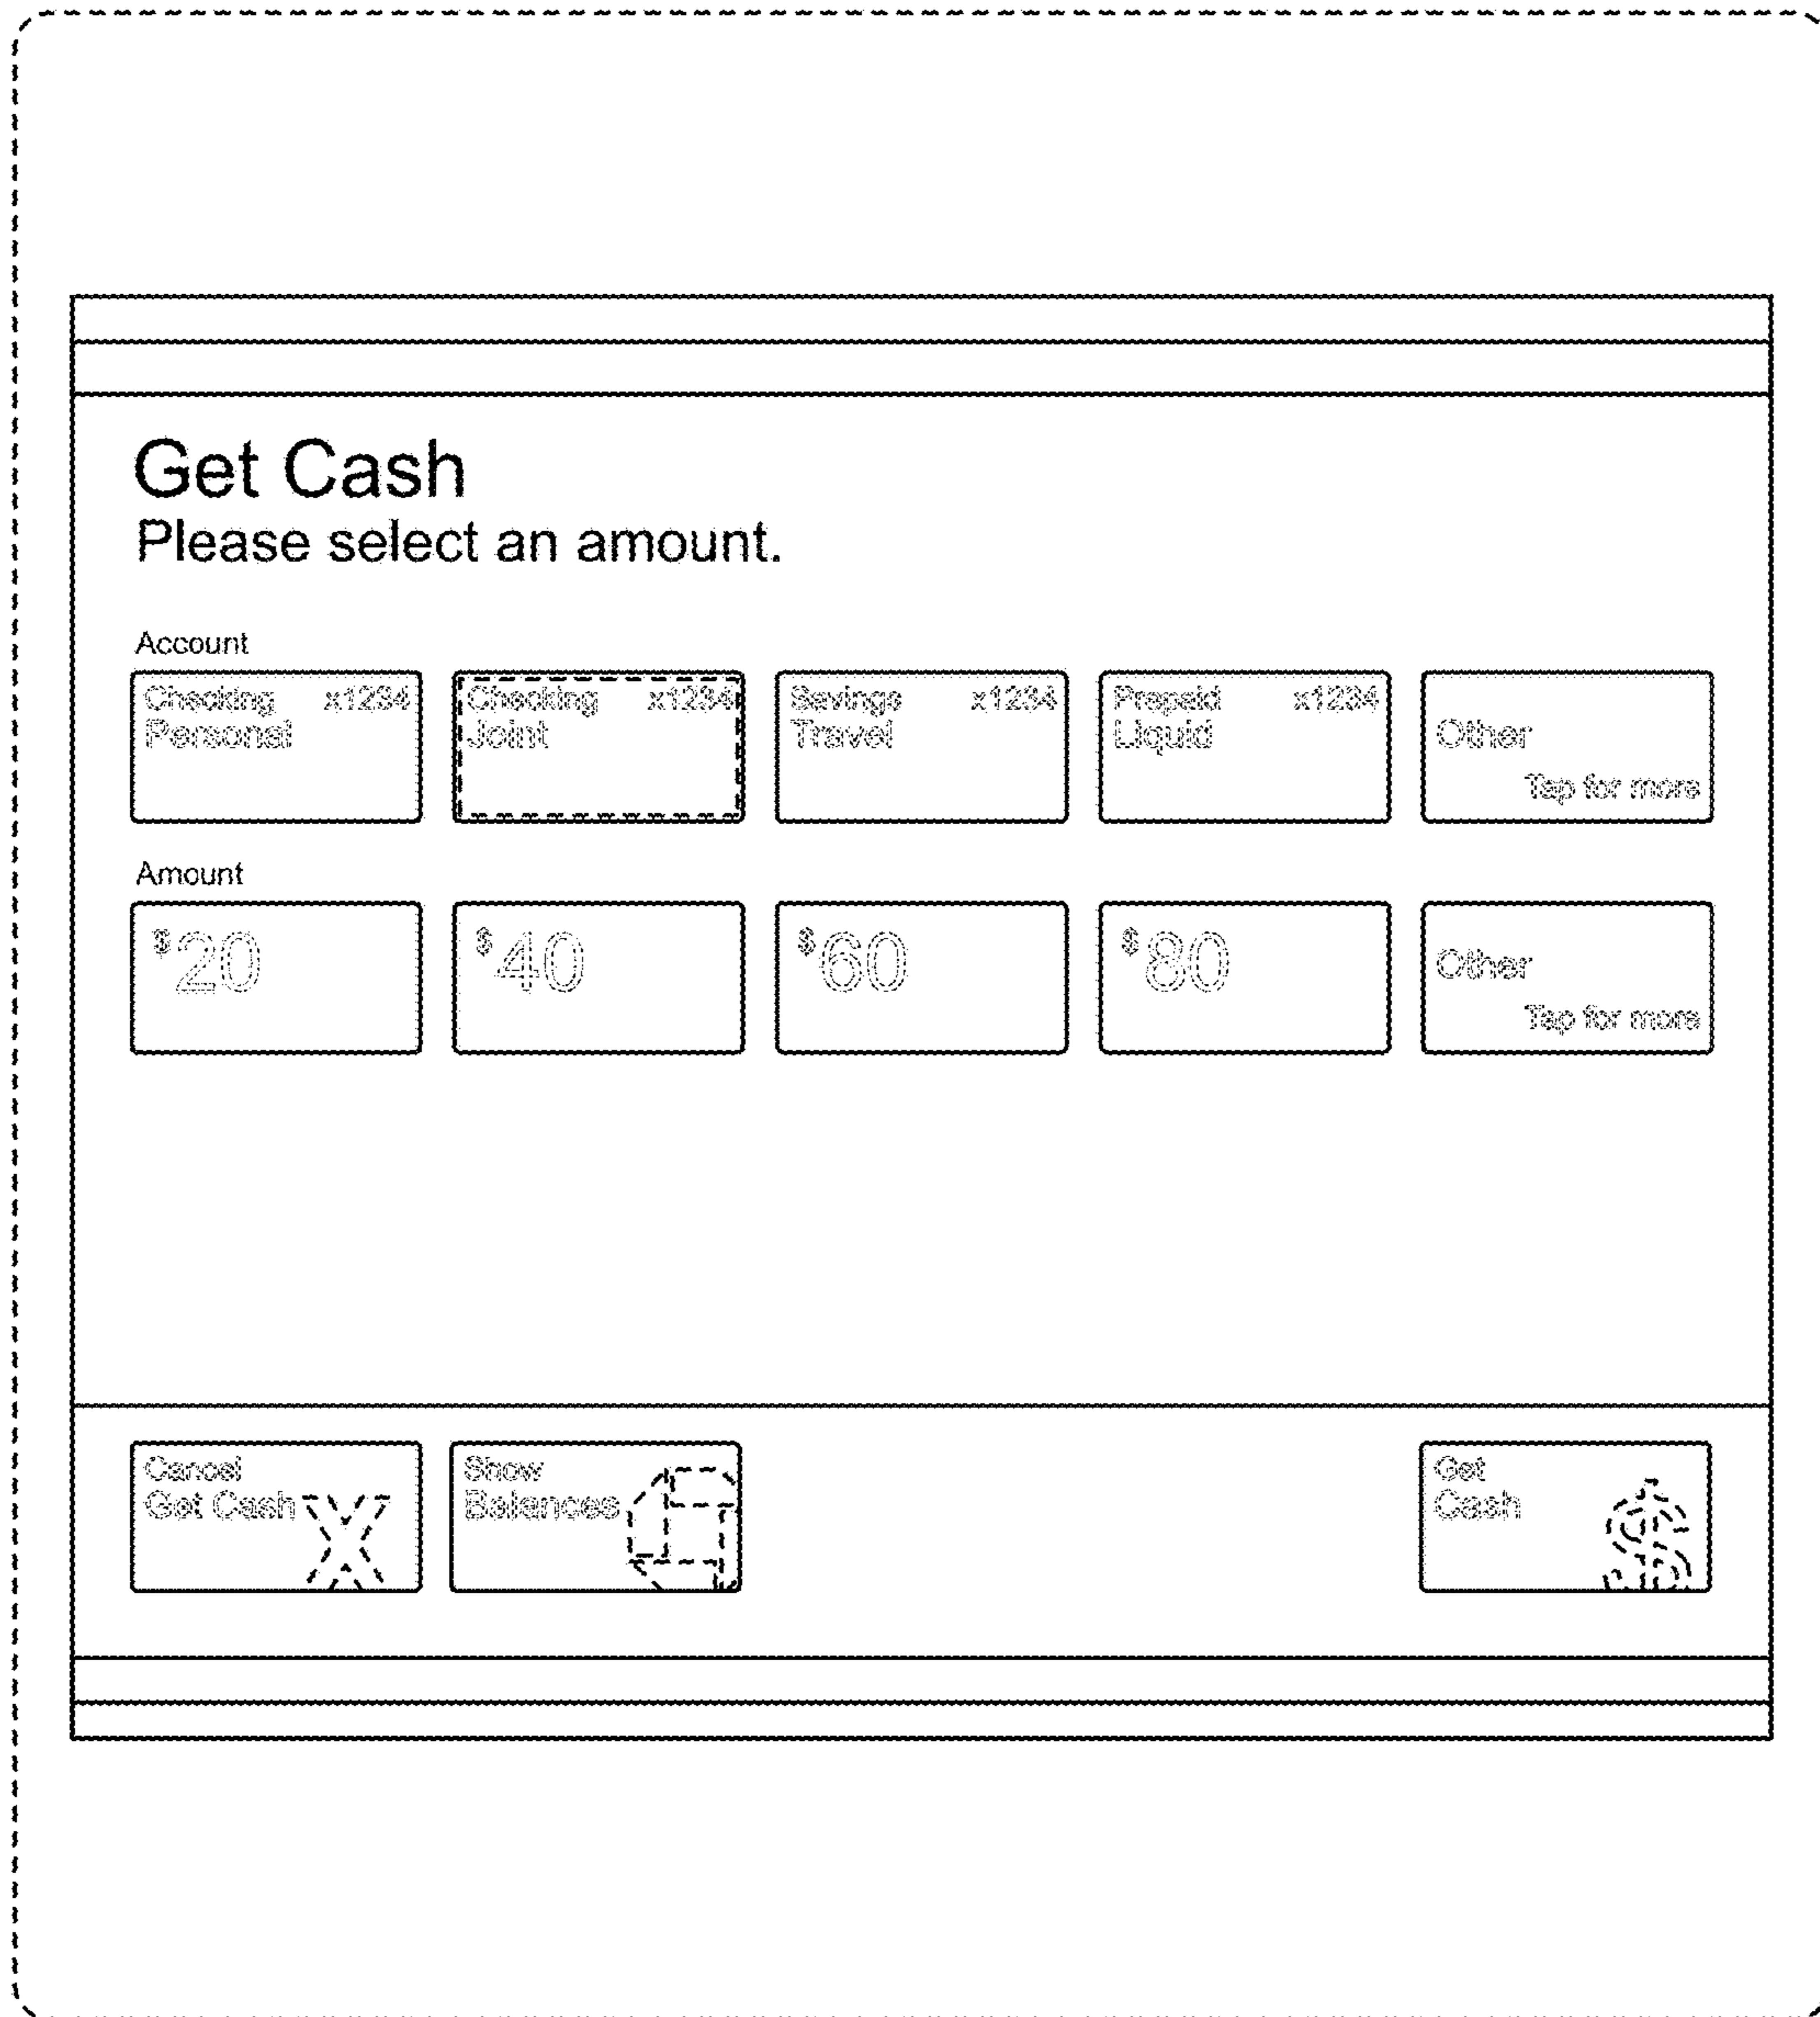 Get Cash
Please select an amount.
Account
Checking x1234
Personal
Checking x1234
Joint
Savings x1234
Travel
Prepaid x1234
Liquid
Other
Tap for more
Amount
$20
$40
$60
$80
Other
Tap for more
Cancel
Get Cash X
Show
Balances
Get
Cash $